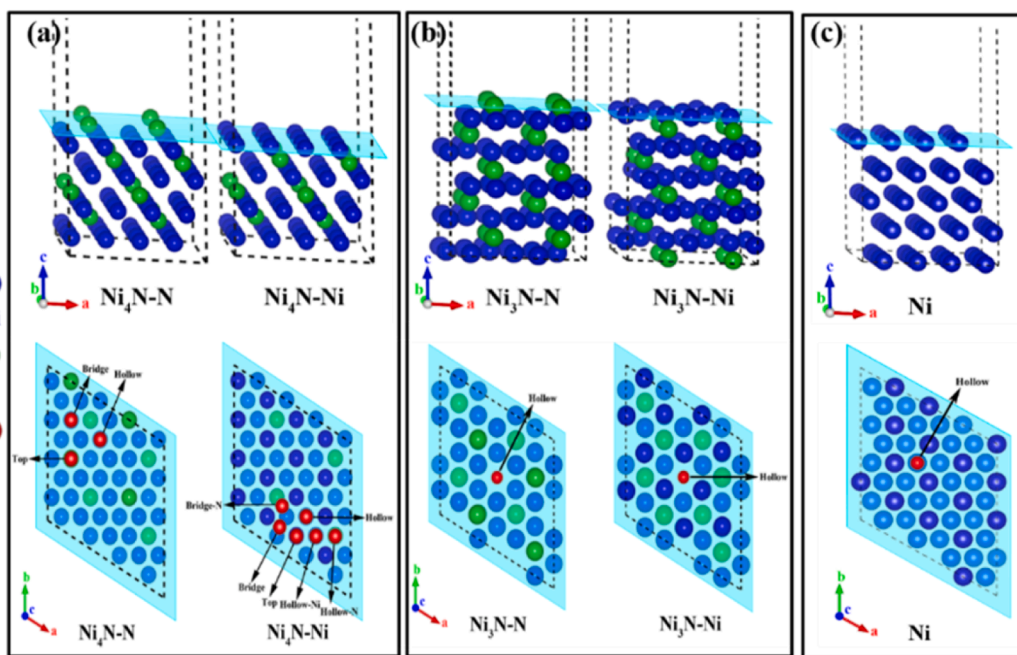 (a)
c
b
a
Ni₄N-N
Ni₄N-Ni
Bridge
Hollow
Top
Bridge-N
Hollow
Bridge
Top
Hollow-Ni
Hollow-N
b
c
a
Ni₄N-N
Ni₄N-Ni
(b)
c
b
a
Ni₃N-N
Ni₃N-Ni
Hollow
Hollow
b
c
a
Ni₃N-N
Ni₃N-Ni
(c)
c
b
a
Ni
Hollow
b
c
a
Ni